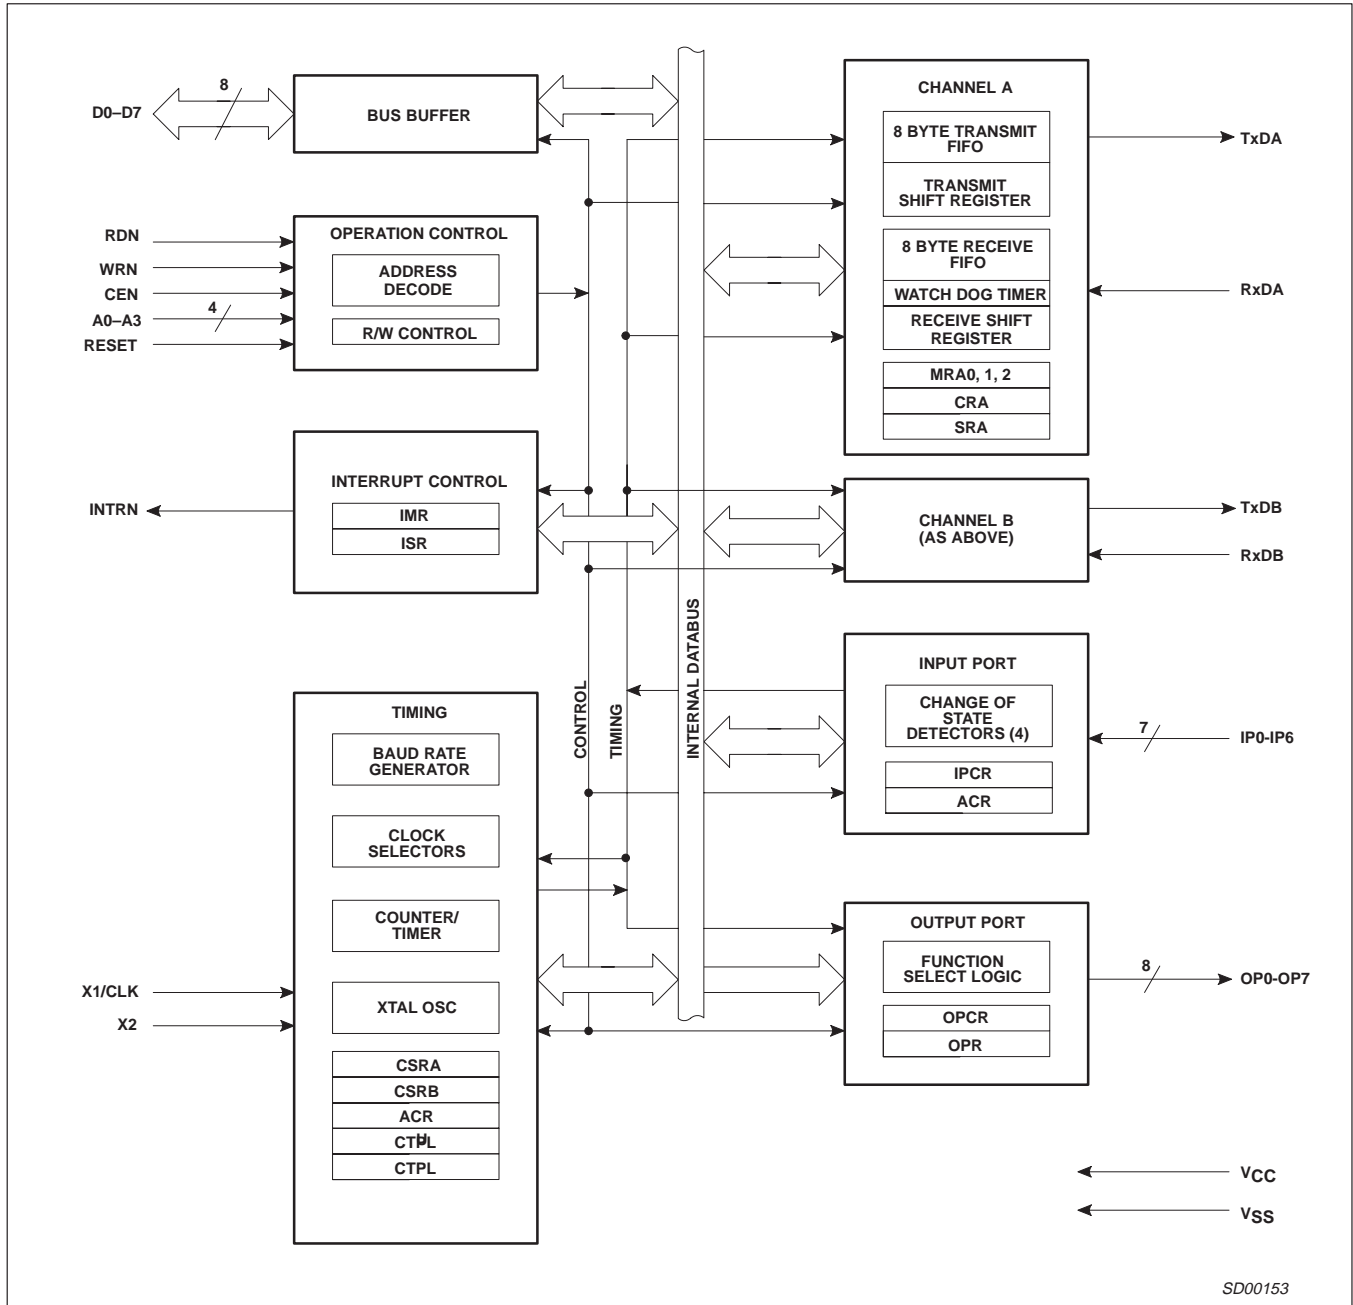 D0–D7
8
BUS BUFFER
RDN
WRN
CEN
A0–A3
4
RESET
OPERATION CONTROL
ADDRESS
DECODE
R/W CONTROL
INTRN
INTERRUPT CONTROL
IMR
ISR
TIMING
BAUD RATE
GENERATOR
CLOCK
SELECTORS
COUNTER/
TIMER
X1/CLK
X2
XTAL OSC
CSRA
CSRB
ACR
CTPL
CTPL
CONTROL
TIMING
INTERNAL DATABUS
CHANNEL A
8 BYTE TRANSMIT
FIFO
TRANSMIT
SHIFT REGISTER
8 BYTE RECEIVE
FIFO
WATCH DOG TIMER
RECEIVE SHIFT
REGISTER
MRA0, 1, 2
CRA
SRA
TxDA
RxDA
CHANNEL B
(AS ABOVE)
TxDB
RxDB
INPUT PORT
CHANGE OF
STATE
DETECTORS (4)
IPCR
ACR
7
IP0-IP6
OUTPUT PORT
FUNCTION
SELECT LOGIC
OPCR
OPR
8
OP0-OP7
VCC
VSS
SD00153